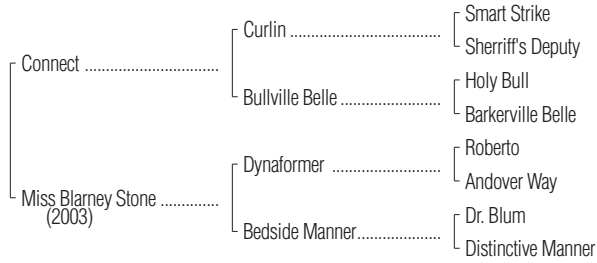 Smart Strike
Curlin ..............................
Sherriff's Deputy
Connect ...........................
Holy Bull
Bullville Belle ....................
Barkerville Belle
Roberto
Dynaformer ......................
Andover Way
Miss Blarney Stone ............
(2003)
Dr. Blum
Bedside Manner.................
Distinctive Manner